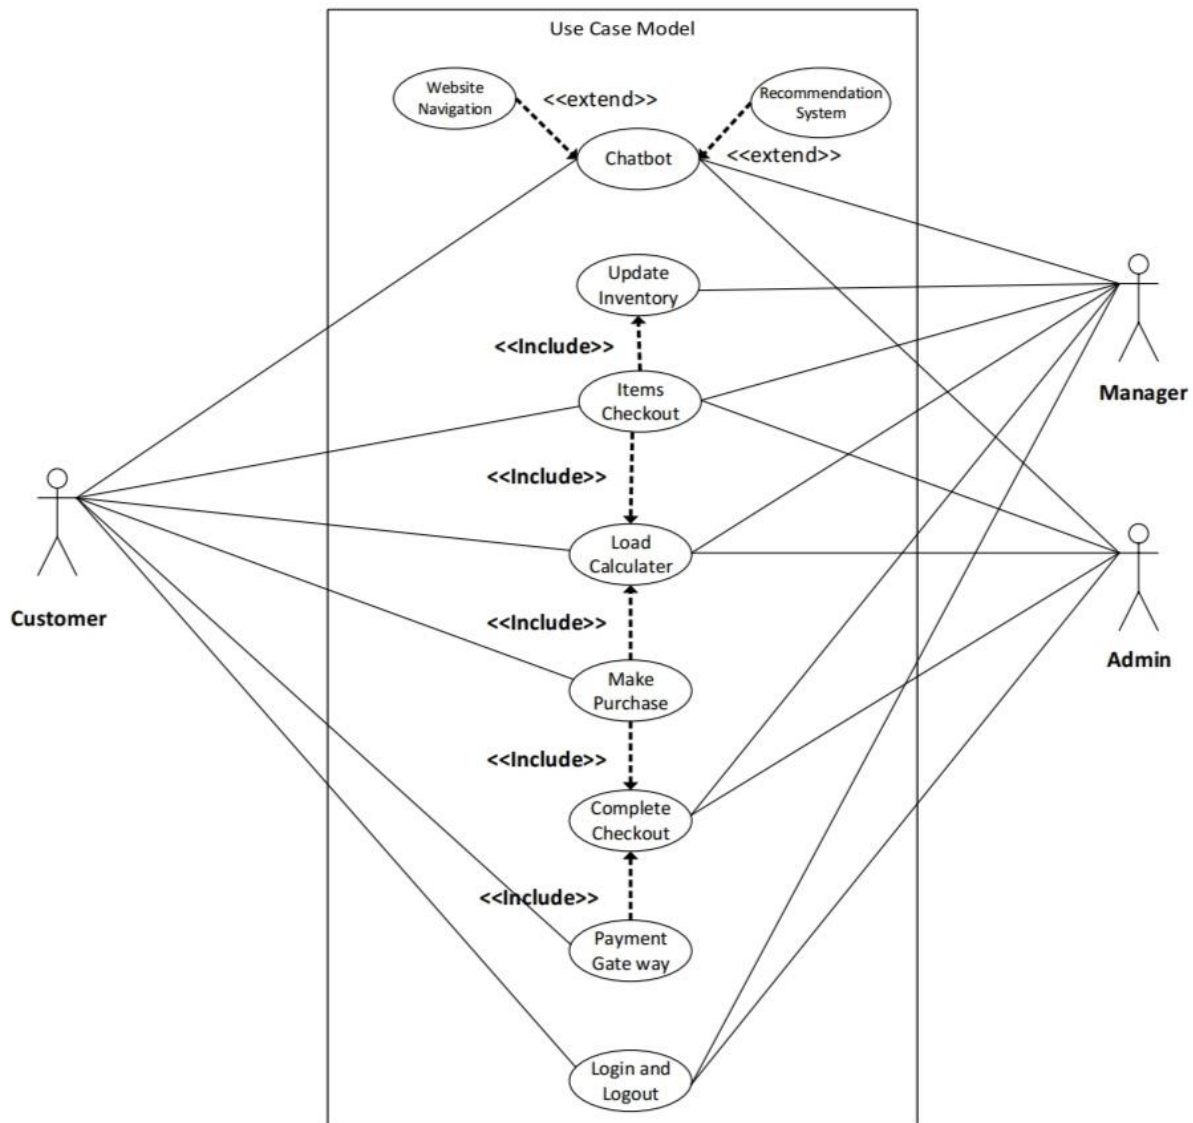 Use Case Model
Website
Navigation
<<extend>>
Recommendation
System
Chatbot
<<extend>>
Update
Inventory
<<Include>>
Items
Checkout
Manager
<<Include>>
Load
Calculater
Customer
<<Include>>
Admin
Make
Purchase
<<Include>>
Complete
Checkout
<<Include>>
Payment
Gate way
Login and
Logout